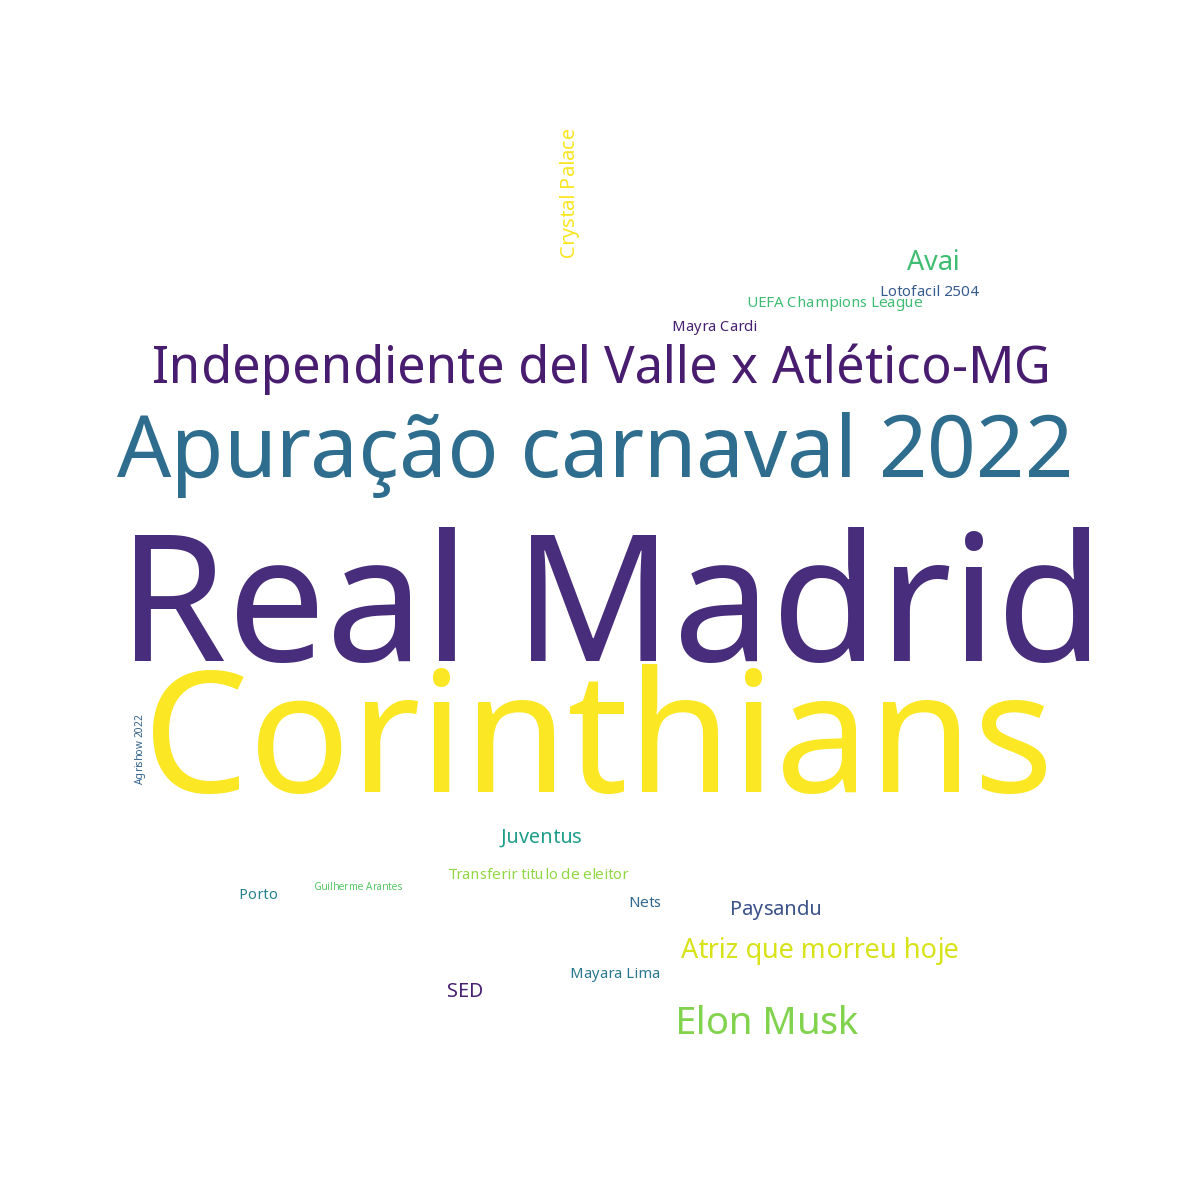 Crystal Palace
Avai
Lotofacil 2504
UEFA Champions League
Mayra Cardi
Independiente del Valle x Atlético-MG
Apuração carnaval 2022
Real Madrid
Corinthians
Agrishow 2022
Juventus
Transferir titulo de eleitor
Guilherme Arantes
Porto
Nets
Paysandu
Atriz que morreu hoje
Mayara Lima
SED
Elon Musk